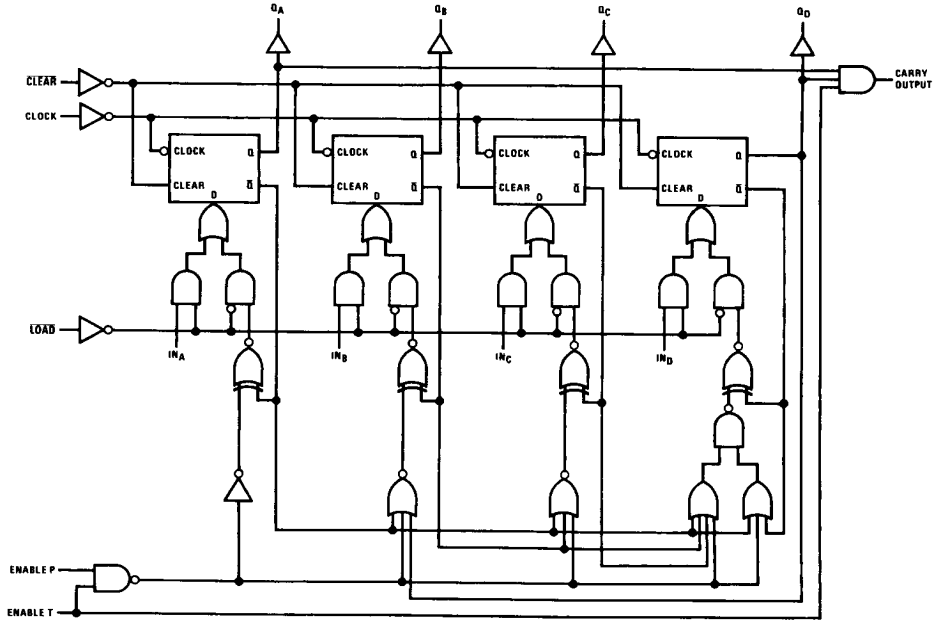 QA QB QC QD
CLEAR
CARRY
OUTPUT
CLOCK
CLOCK Q CLOCK Q CLOCK Q CLOCK Q
CLEAR Q̅ CLEAR Q̅ CLEAR Q̅ CLEAR Q̅
D D D D
LOAD
INA INB INC IND
ENABLE P
ENABLE T